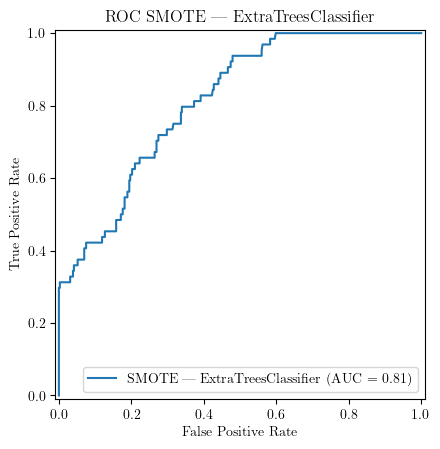 ROC SMOTE — ExtraTreesClassifier
1.0
0.8
0.6
0.4
0.2
0.0
True Positive Rate
SMOTE — ExtraTreesClassifier (AUC = 0.81)
0.0 0.2 0.4 0.6 0.8 1.0
False Positive Rate